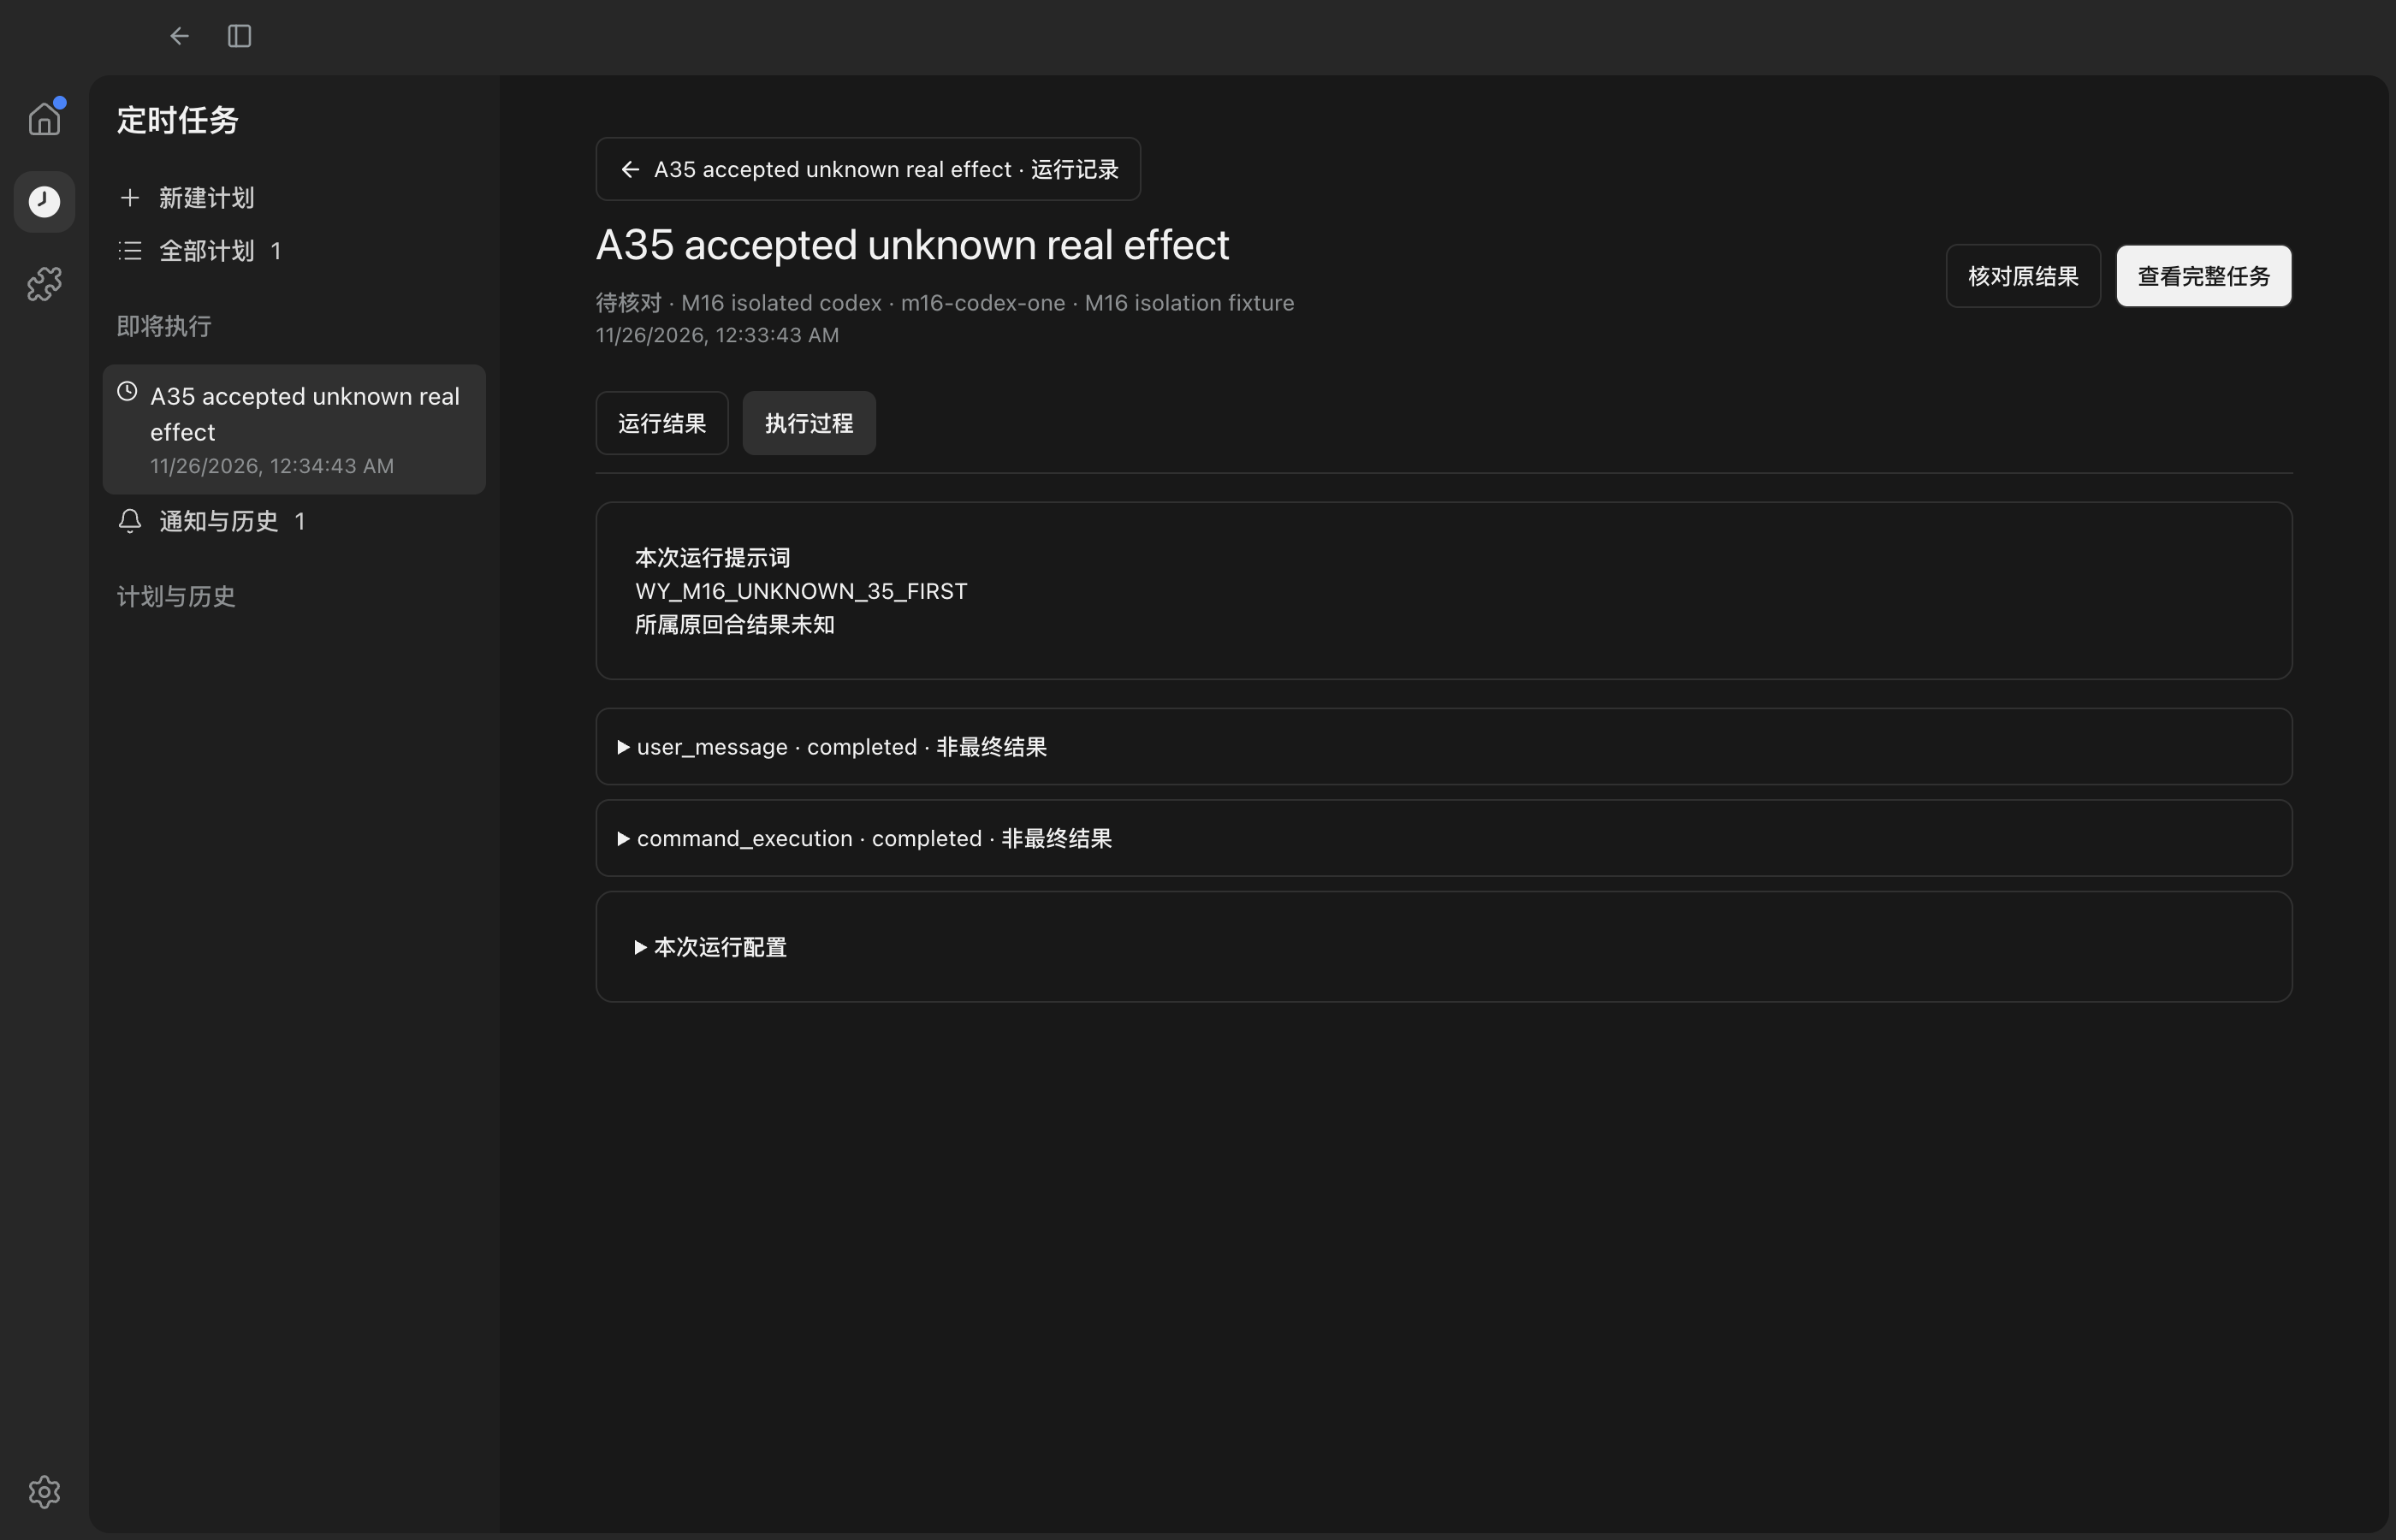 定时任务
新建计划
全部计划 1
即将执行
A35 accepted unknown real
effect
11/26/2026, 12:34:43 AM
通知与历史 1
计划与历史
A35 accepted unknown real effect · 运行记录
A35 accepted unknown real effect
待核对 · M16 isolated codex · m16-codex-one · M16 isolation fixture
11/26/2026, 12:33:43 AM
核对原结果
查看完整任务
运行结果
执行过程
本次运行提示词
WY_M16_UNKNOWN_35_FIRST
所属原回合结果未知
user_message · completed · 非最终结果
command_execution · completed · 非最终结果
本次运行配置